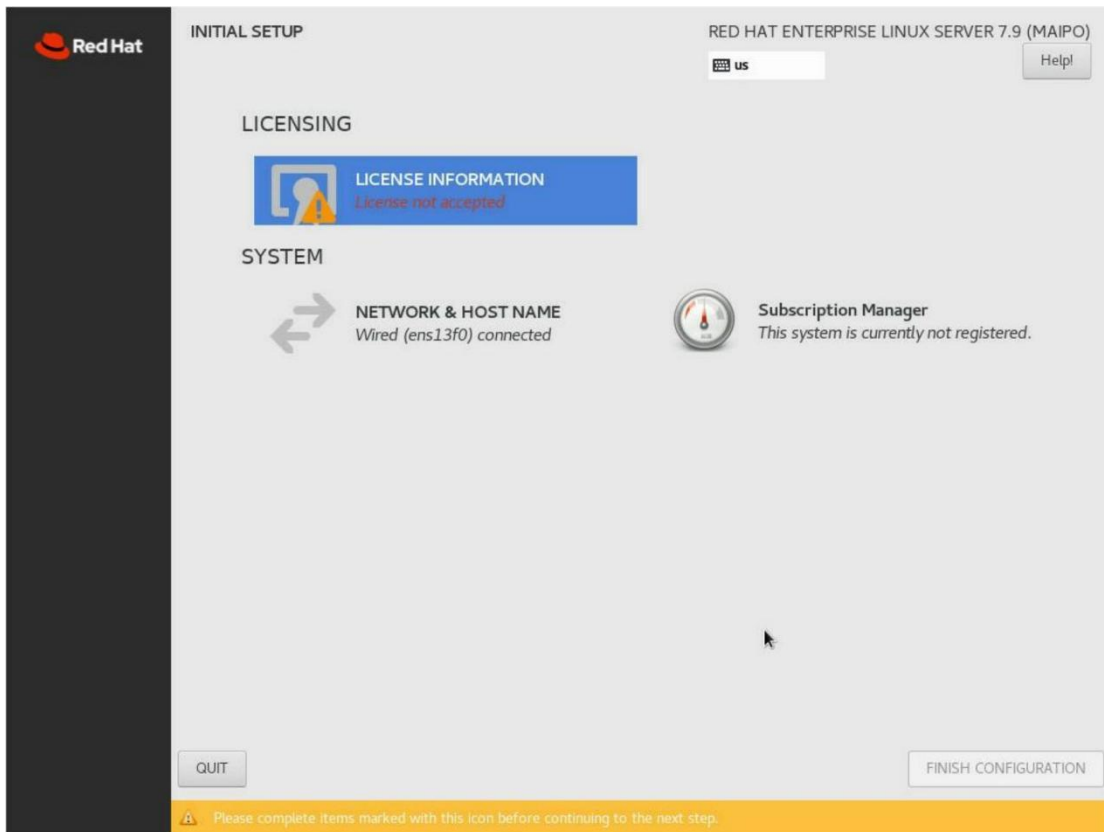 Red Hat
INITIAL SETUP
RED HAT ENTERPRISE LINUX SERVER 7.9 (MAIPO)
us
Help!
LICENSING
LICENSE INFORMATION
License not accepted
SYSTEM
NETWORK & HOST NAME
Wired (ens13f0) connected
Subscription Manager
This system is currently not registered.
QUIT
FINISH CONFIGURATION
Please complete items marked with this icon before continuing to the next step.